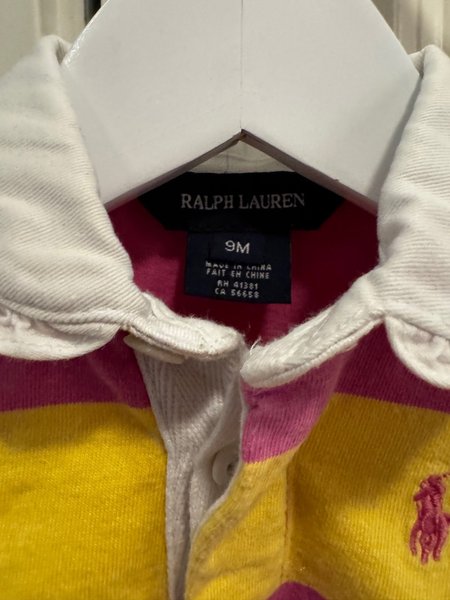 RALPH LAUREN
9M
MADE IN CHINA
FAIT EN CHINE
RN 41381
CA 56658